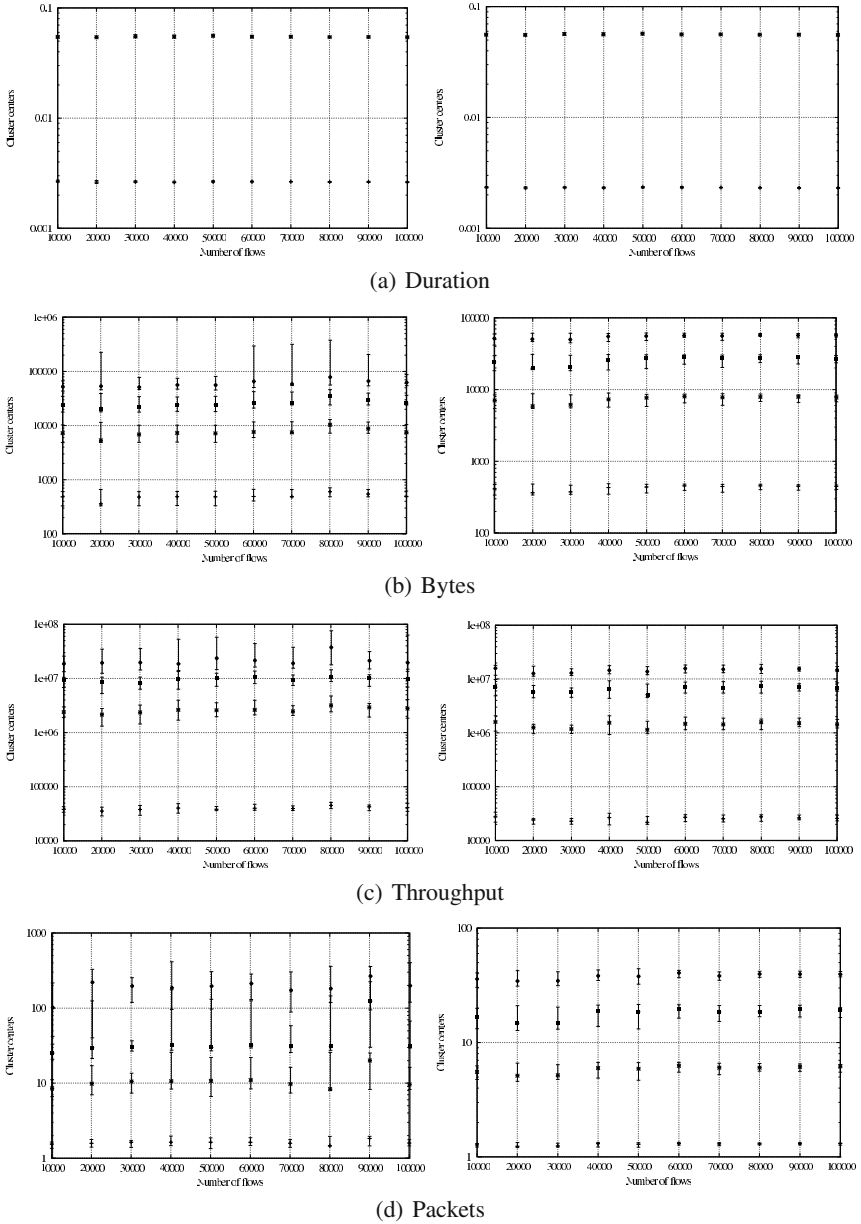 0.1
0.01
0.001
Cluster centers
10000 20000 30000 40000 50000 60000 70000 80000 90000 100000
Number of flows
0.1
0.01
0.001
Cluster centers
10000 20000 30000 40000 50000 60000 70000 80000 90000 100000
Number of flows
(a) Duration
1e+06
100000
10000
1000
100
Cluster centers
10000 20000 30000 40000 50000 60000 70000 80000 90000 100000
Number of flows
100000
10000
1000
100
Cluster centers
10000 20000 30000 40000 50000 60000 70000 80000 90000 100000
Number of flows
(b) Bytes
1e+08
1e+07
1e+06
100000
10000
Cluster centers
10000 20000 30000 40000 50000 60000 70000 80000 90000 100000
Number of flows
1e+08
1e+07
1e+06
100000
10000
Cluster centers
10000 20000 30000 40000 50000 60000 70000 80000 90000 100000
Number of flows
(c) Throughput
1000
100
10
1
Cluster centers
10000 20000 30000 40000 50000 60000 70000 80000 90000 100000
Number of flows
100
10
1
Cluster centers
10000 20000 30000 40000 50000 60000 70000 80000 90000 100000
Number of flows
(d) Packets